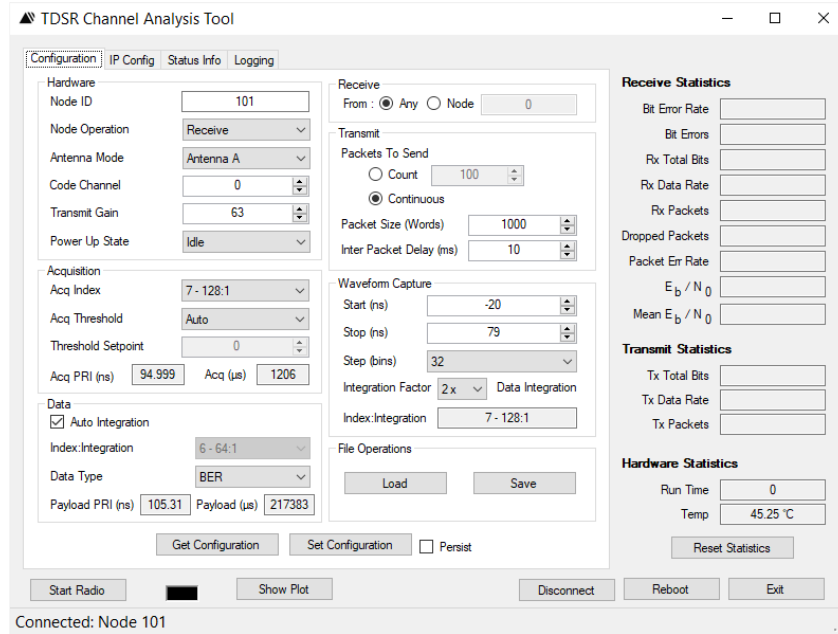 TDSR Channel Analysis Tool
Configuration IP Config Status Info Logging
Hardware
Node ID 101
Node Operation Receive
Antenna Mode Antenna A
Code Channel 0
Transmit Gain 63
Power Up State Idle
Acquisition
Acq Index 7 - 128:1
Acq Threshold Auto
Threshold Setpoint 0
Acq PRI (ns) 94.999 Acq (μs) 1206
Data
Auto Integration
Index:Integration 6 - 64:1
Data Type BER
Payload PRI (ns) 105.31 Payload (μs) 217383
Receive
From : Any Node 0
Transmit
Packets To Send
Count 100
Continuous
Packet Size (Words) 1000
Inter Packet Delay (ms) 10
Waveform Capture
Start (ns) -20
Stop (ns) 79
Step (bins) 32
Integration Factor 2 x Data Integration
Index:Integration 7 - 128:1
File Operations
Load Save
Get Configuration Set Configuration Persist
Receive Statistics
Bit Error Rate
Bit Errors
Rx Total Bits
Rx Data Rate
Rx Packets
Dropped Packets
Packet Err Rate
E b / N 0
Mean E b / N 0
Transmit Statistics
Tx Total Bits
Tx Data Rate
Tx Packets
Hardware Statistics
Run Time 0
Temp 45.25 °C
Reset Statistics
Start Radio Show Plot Disconnect Reboot Exit
Connected: Node 101